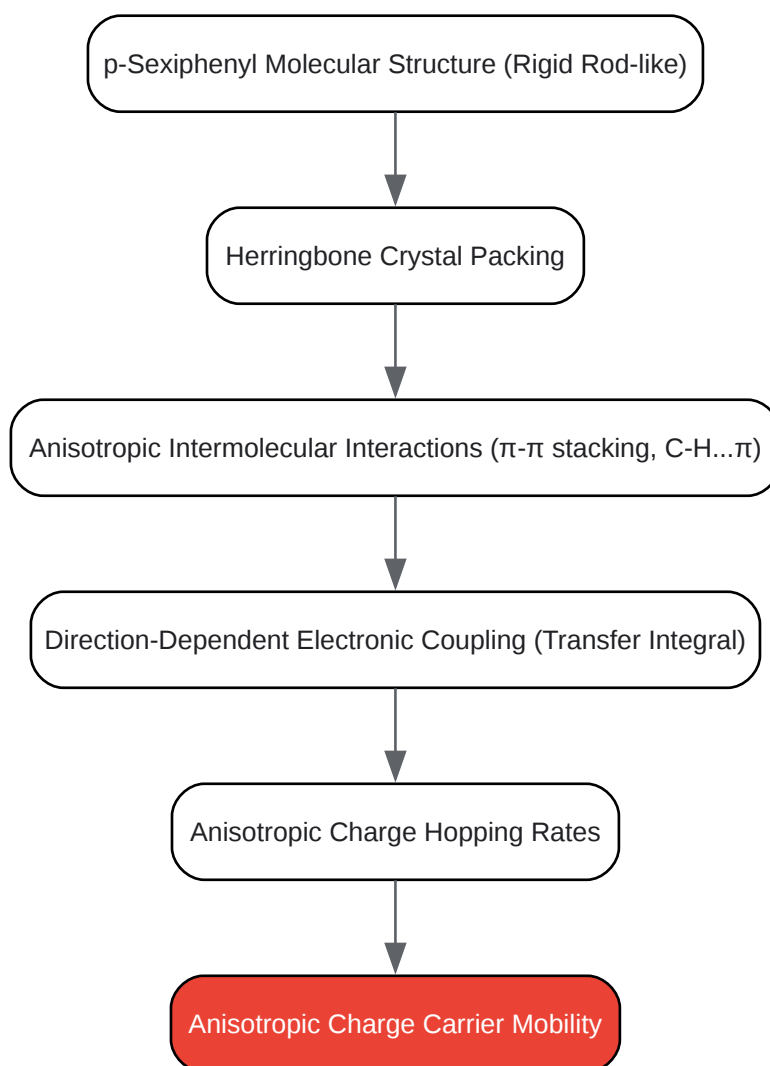 p-Sexiphenyl Molecular Structure (Rigid Rod-like)
Herringbone Crystal Packing
Anisotropic Intermolecular Interactions (π-π stacking, C-H...π)
Direction-Dependent Electronic Coupling (Transfer Integral)
Anisotropic Charge Hopping Rates
Anisotropic Charge Carrier Mobility